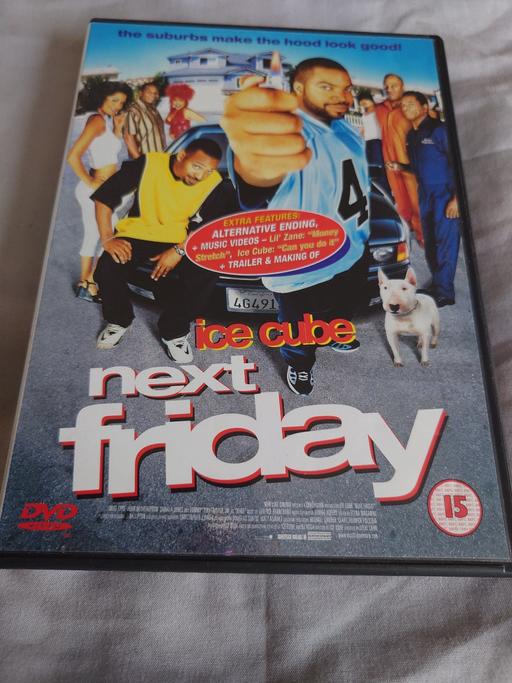 the suburbs make the hood look good!
4
EXTRA FEATURES:
ALTERNATIVE ENDING,
+ MUSIC VIDEOS – Lil' Zane: "Money
Stretch", Ice Cube: "Can you do it"
+ TRAILER & MAKING OF
4G491
ice cube
next
friday
DVD
15